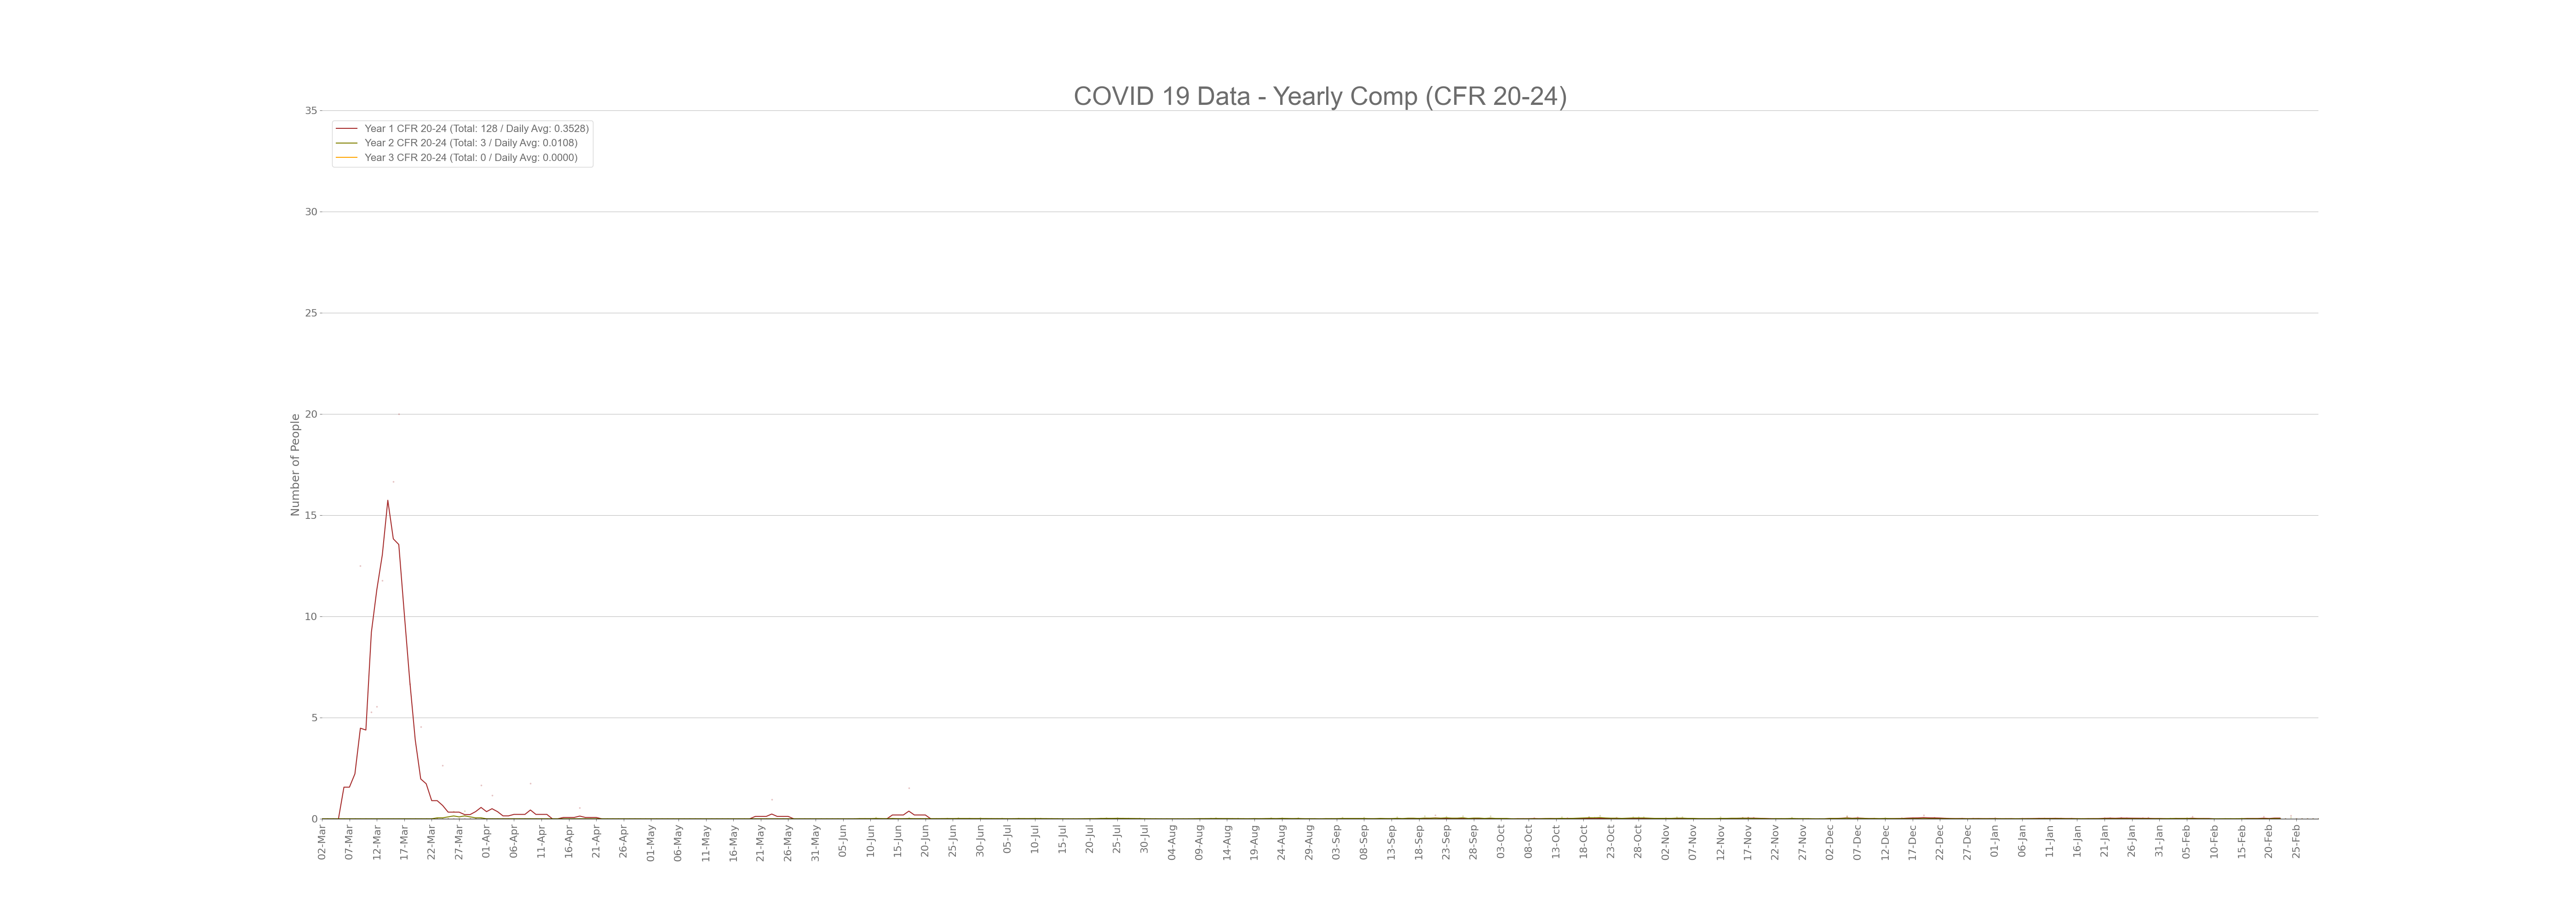 COVID 19 Data - Yearly Comp (CFR 20-24)
Year 1 CFR 20-24 (Total: 128 / Daily Avg: 0.3528)
Year 2 CFR 20-24 (Total: 3 / Daily Avg: 0.0108)
Year 3 CFR 20-24 (Total: 0 / Daily Avg: 0.0000)
Number of People
35
30
25
20
15
10
5
0
02-Mar
07-Mar
12-Mar
17-Mar
22-Mar
27-Mar
01-Apr
06-Apr
11-Apr
16-Apr
21-Apr
26-Apr
01-May
06-May
11-May
16-May
21-May
26-May
31-May
05-Jun
10-Jun
15-Jun
20-Jun
25-Jun
30-Jun
05-Jul
10-Jul
15-Jul
20-Jul
25-Jul
30-Jul
04-Aug
09-Aug
14-Aug
19-Aug
24-Aug
29-Aug
03-Sep
08-Sep
13-Sep
18-Sep
23-Sep
28-Sep
03-Oct
08-Oct
13-Oct
18-Oct
23-Oct
28-Oct
02-Nov
07-Nov
12-Nov
17-Nov
22-Nov
27-Nov
02-Dec
07-Dec
12-Dec
17-Dec
22-Dec
27-Dec
01-Jan
06-Jan
11-Jan
16-Jan
21-Jan
26-Jan
31-Jan
05-Feb
10-Feb
15-Feb
20-Feb
25-Feb